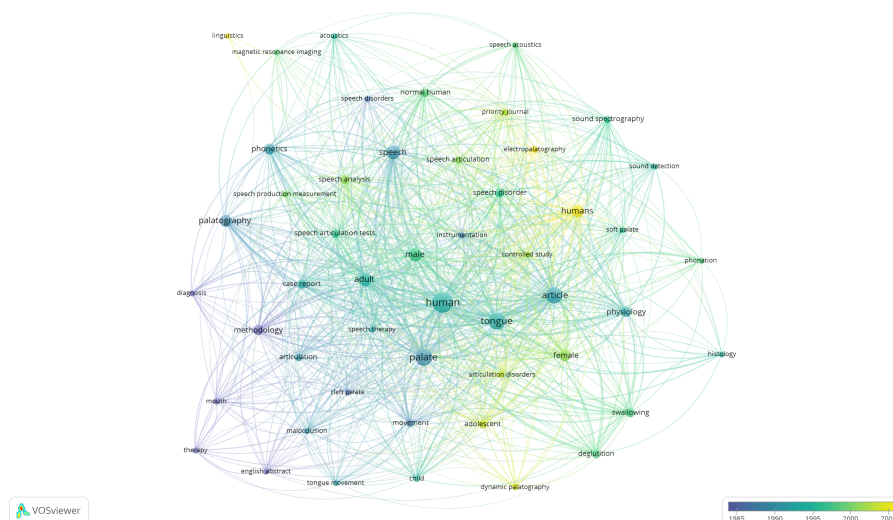 linguistics
acoustics
speech acoustics
magnetic resonance imaging
normal human
speech disorders
priority journal
sound spectrography
phonetics
speech
electropalatography
speech articulation
sound detection
speech analysis
speech production measurement
speech disorder
humans
palatography
speech articulation tests
instrumentation
soft palate
male
controlled study
phonation
adult
case report
diagnosis
human
article
physiology
tongue
methodology
speech therapy
articulation
palate
female
histology
articulation disorders
cleft palate
mouth
swallowing
movement
adolescent
malocclusion
therapy
deglutition
english abstract
tongue movement
child
dynamic palatography
VOSviewer
1985 1990 1995 2000